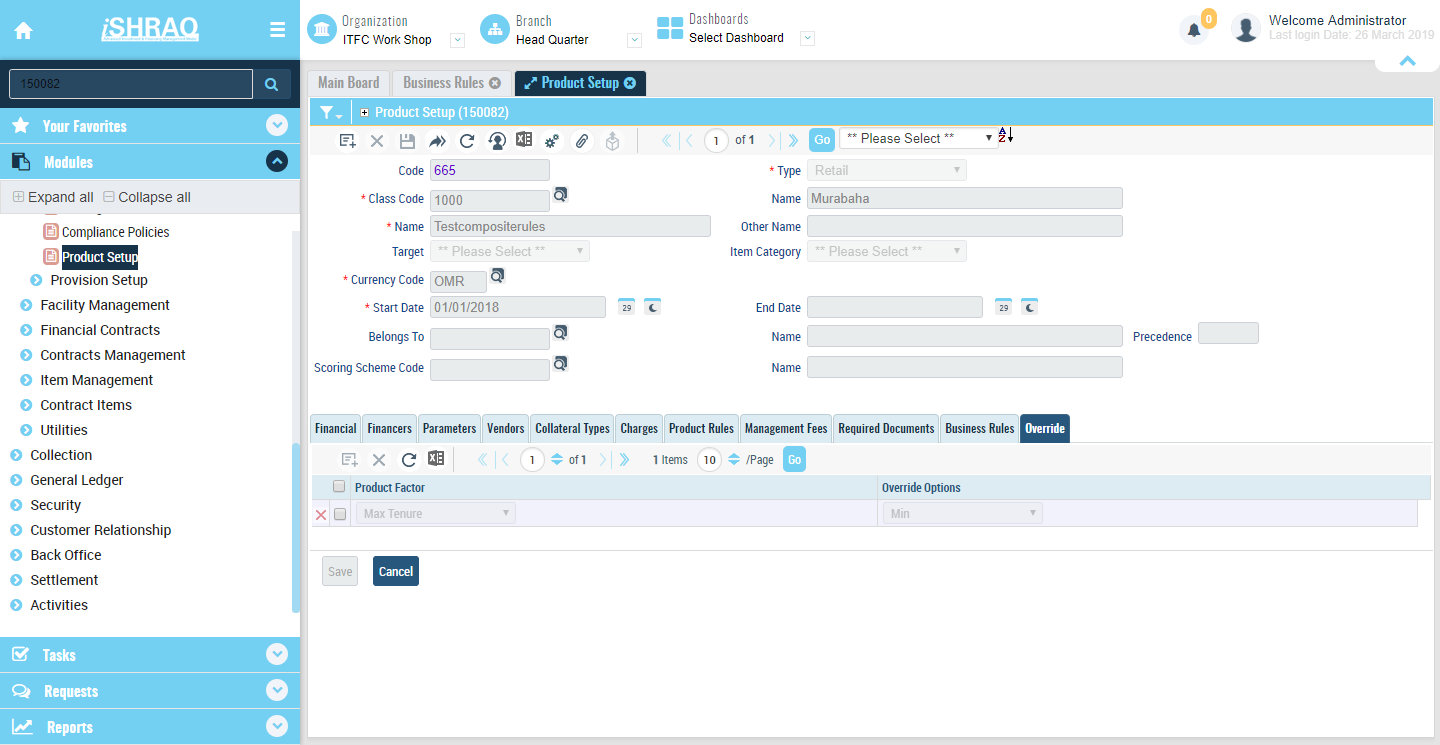 iSHRAQ
Organization
ITFC Work Shop
Branch
Head Quarter
Dashboards
Select Dashboard
0
Welcome Administrator
Last login Date: 26 March 2019
150082
Your Favorites
Modules
Expand all Collapse all
Compliance Policies
Product Setup
Provision Setup
Facility Management
Financial Contracts
Contracts Management
Item Management
Contract Items
Utilities
Collection
General Ledger
Security
Customer Relationship
Back Office
Settlement
Activities
Tasks
Requests
Reports
Main Board Business Rules Product Setup
Product Setup (150082)
1 of 1 Go ** Please Select ** A Z
Code 665 * Type Retail
* Class Code 1000 Name Murabaha
* Name Testcompositerules Other Name
Target ** Please Select ** Item Category ** Please Select **
* Currency Code OMR
* Start Date 01/01/2018 29 End Date 29
Belongs To Name Precedence
Scoring Scheme Code Name
Financial Financers Parameters Vendors Collateral Types Charges Product Rules Management Fees Required Documents Business Rules Override
1 of 1 1 Items 10 /Page Go
Product Factor Override Options
Max Tenure Min
Save Cancel